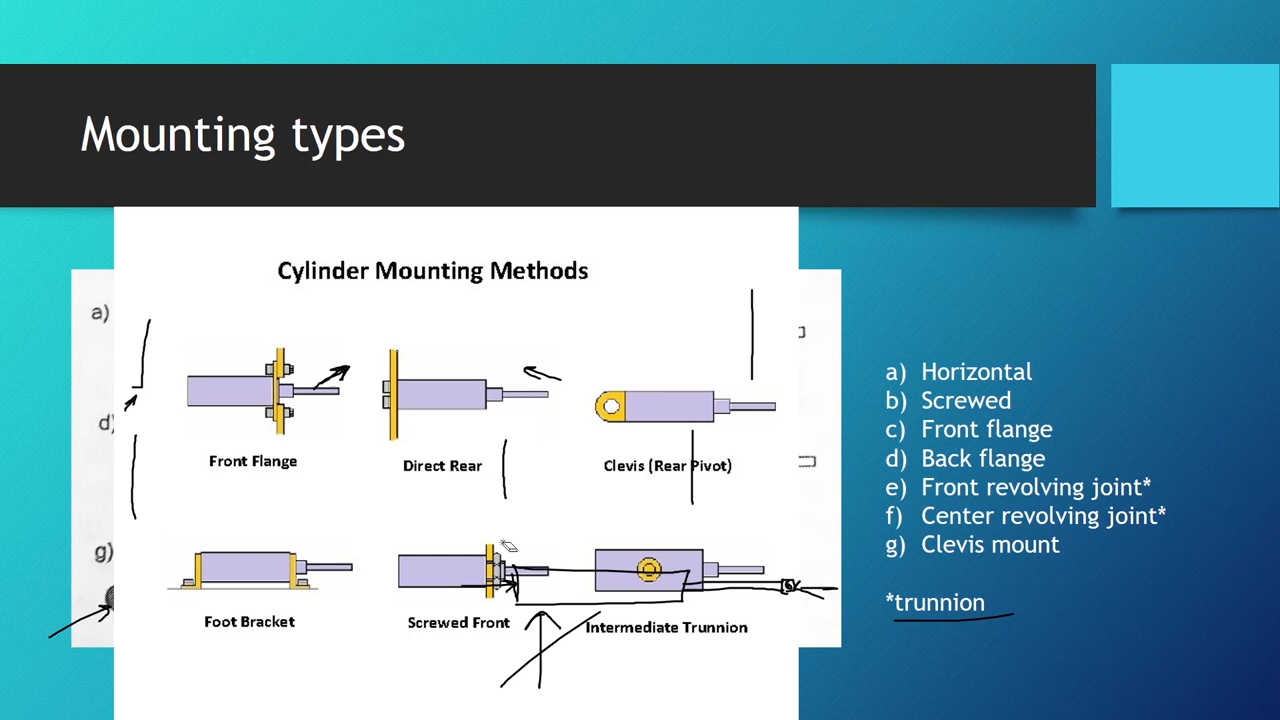 Mounting types
Cylinder Mounting Methods
a)
d)
g)
Front Flange
Direct Rear
Clevis (Rear Pivot)
Foot Bracket
Screwed Front
Intermediate Trunnion
a) Horizontal
b) Screwed
c) Front flange
d) Back flange
e) Front revolving joint*
f) Center revolving joint*
g) Clevis mount
*trunnion